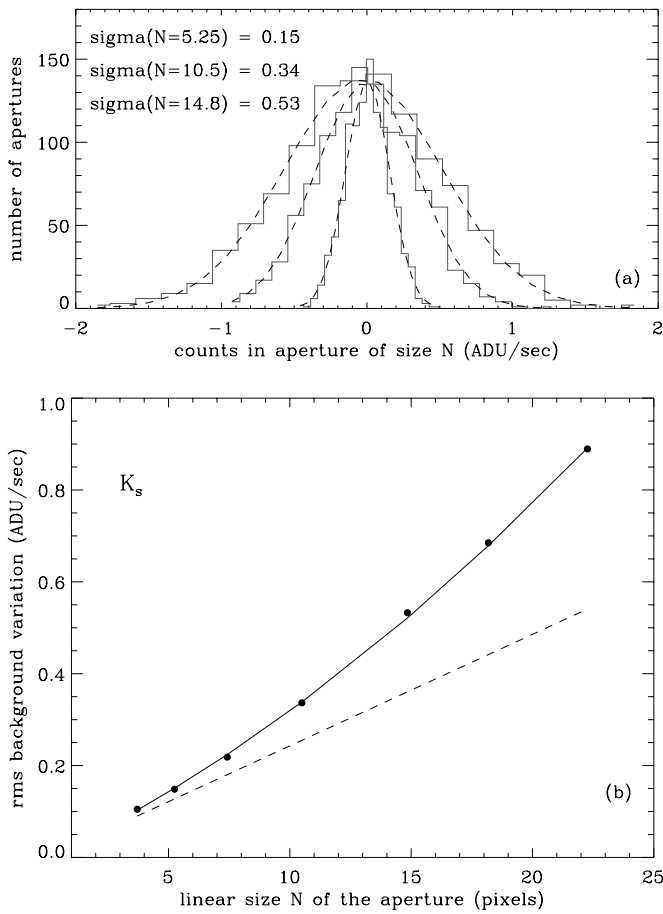 sigma(N=5.25) = 0.15
sigma(N=10.5) = 0.34
sigma(N=14.8) = 0.53
150
100
50
0
number of apertures
(a)
-2 -1 0 1 2
counts in aperture of size N (ADU/sec)
1.0
0.8
0.6
0.4
0.2
0.0
rms background variation (ADU/sec)
Ks
(b)
5 10 15 20 25
linear size N of the aperture (pixels)